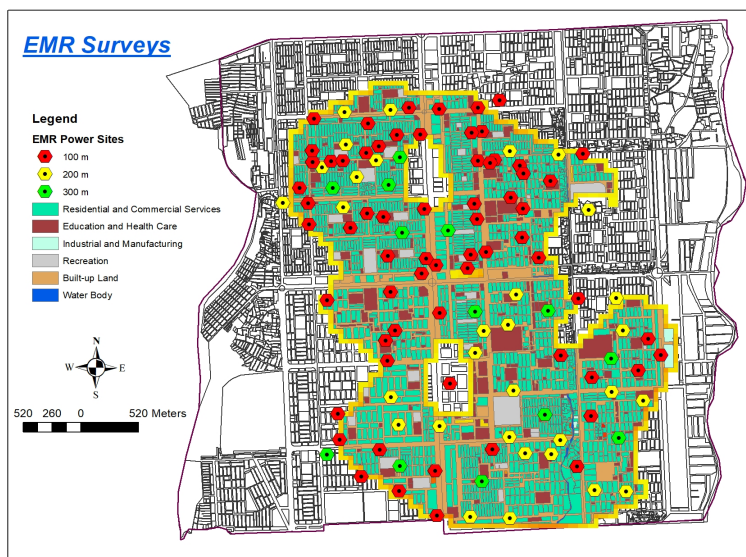 EMR Surveys
Legend
EMR Power Sites
100 m
200 m
300 m
Residential and Commercial Services
Education and Health Care
Industrial and Manufacturing
Recreation
Built-up Land
Water Body
N
W E
S
520 260 0 520 Meters